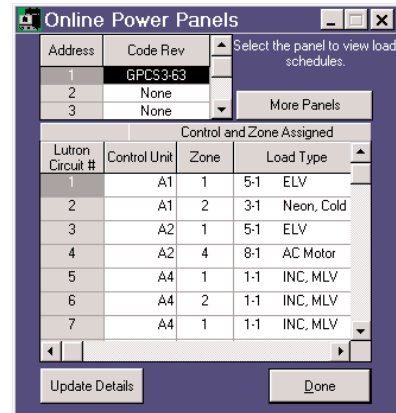 Online Power Panels
Address Code Rev
1 GPCS3-63
2 None
3 None
Select the panel to view load
schedules.
More Panels
Control and Zone Assigned
Lutron Circuit # Control Unit Zone Load Type
1 A1 1 5-1 ELV
2 A1 2 3-1 Neon, Cold
3 A2 1 5-1 ELV
4 A2 4 8-1 AC Motor
5 A4 1 1-1 INC, MLV
6 A4 2 1-1 INC, MLV
7 A4 1 1-1 INC, MLV
Update Details Done